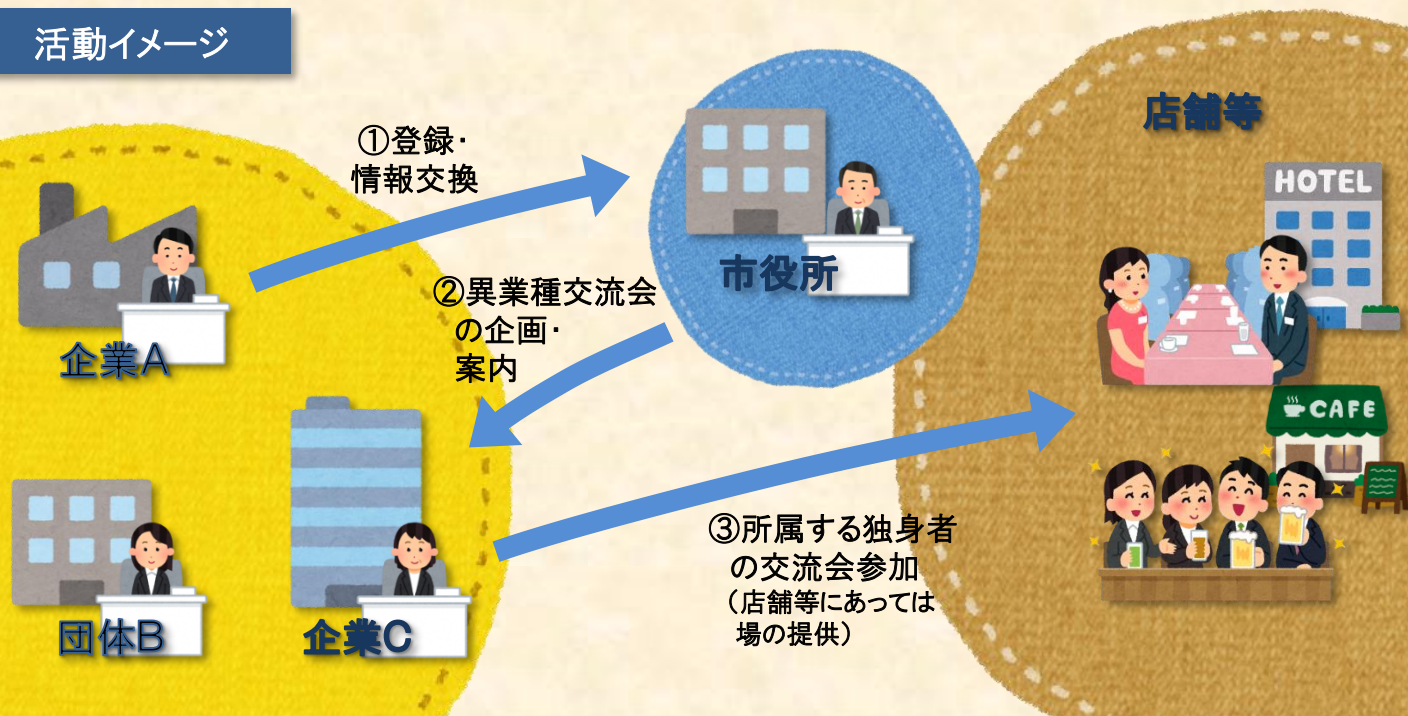 活動イメージ
①登録・
情報交換
市役所
②異業種交流会
の企画・
案内
企業A
団体B
企業C
店舗等
HOTEL
CAFE
③所属する独身者
の交流会参加
（店舗等にあっては
場の提供）